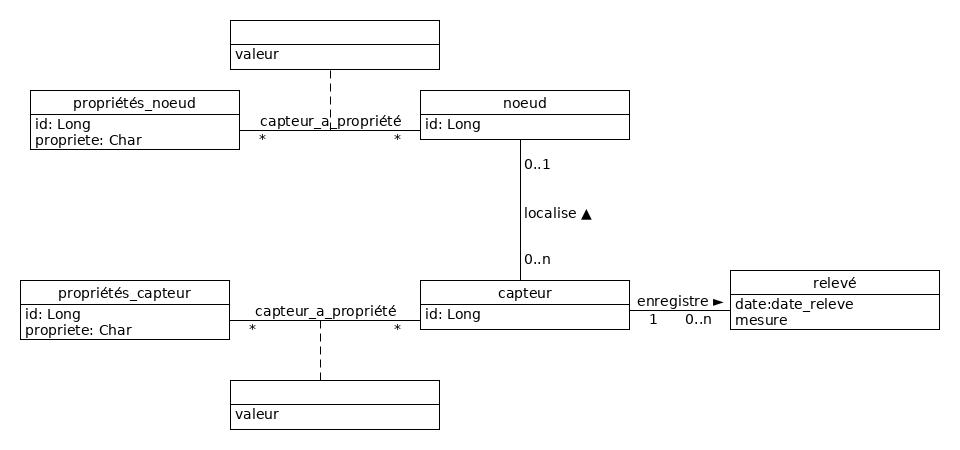 valeur
propriétés_noeud
id: Long
propriete: Char
capteur_a_propriété
* *
noeud
id: Long
0..1
localise ▲
0..n
propriétés_capteur
id: Long
propriete: Char
capteur_a_propriété
* *
capteur
id: Long
enregistre ►
1 0..n
relevé
date:date_releve
mesure
valeur